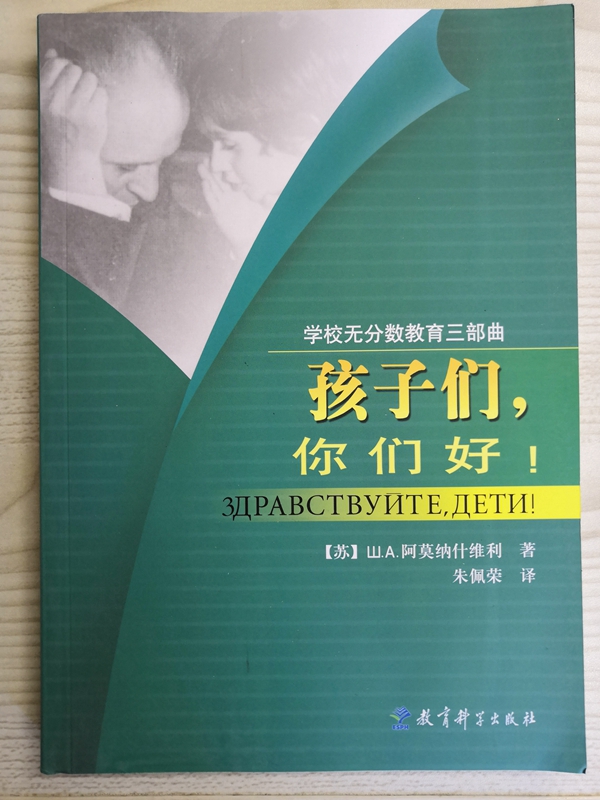 学校无分数教育三部曲
孩子们，
你们好！
ЗДРАВСТВУЙТЕ, ДЕТИ!
【苏】Ш.А.阿莫纳什维利 著
朱佩荣 译
ESPH
教育科学出版社